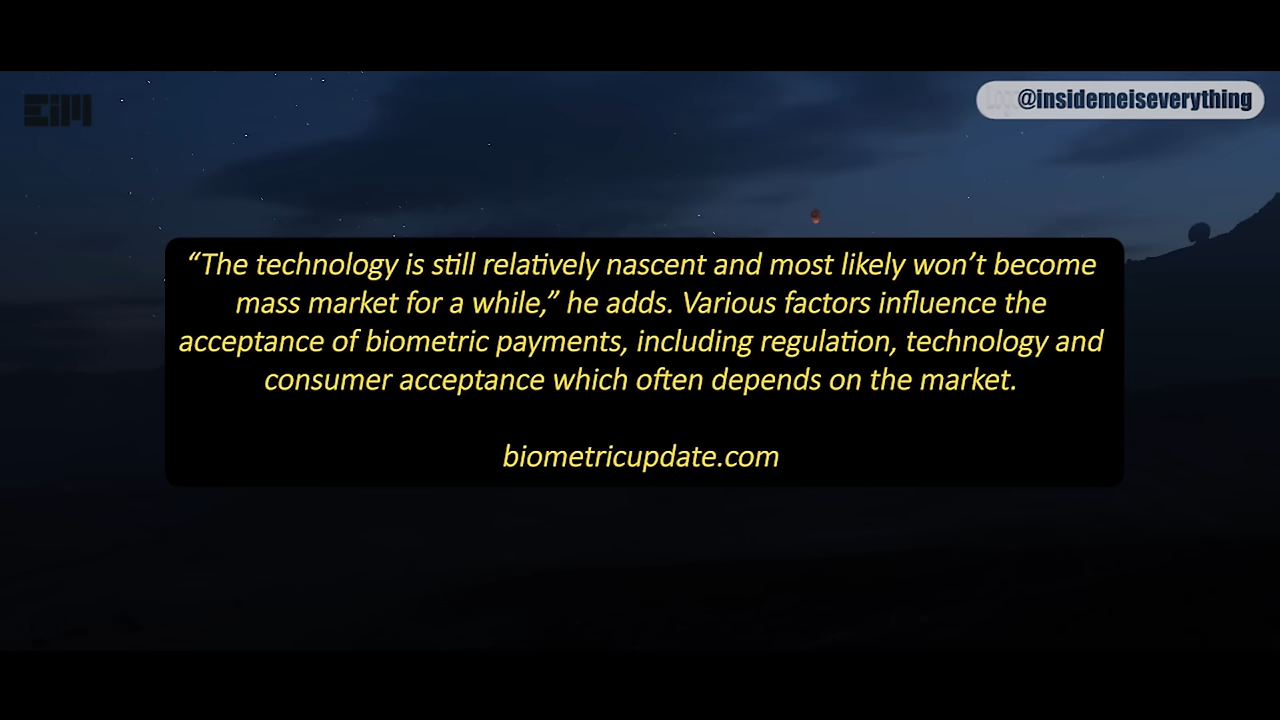 EiM
@insidemeiseverything
“The technology is still relatively nascent and most likely won’t become
mass market for a while,” he adds. Various factors influence the
acceptance of biometric payments, including regulation, technology and
consumer acceptance which often depends on the market.
biometricupdate.com